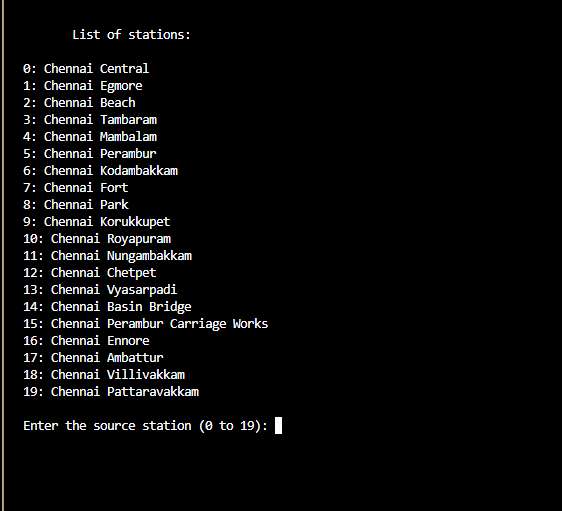 List of stations:
0: Chennai Central
1: Chennai Egmore
2: Chennai Beach
3: Chennai Tambaram
4: Chennai Mambalam
5: Chennai Perambur
6: Chennai Kodambakkam
7: Chennai Fort
8: Chennai Park
9: Chennai Korukkupet
10: Chennai Royapuram
11: Chennai Nungambakkam
12: Chennai Chetpet
13: Chennai Vyasarpadi
14: Chennai Basin Bridge
15: Chennai Perambur Carriage Works
16: Chennai Ennore
17: Chennai Ambattur
18: Chennai Villivakkam
19: Chennai Pattaravakkam
Enter the source station (0 to 19):